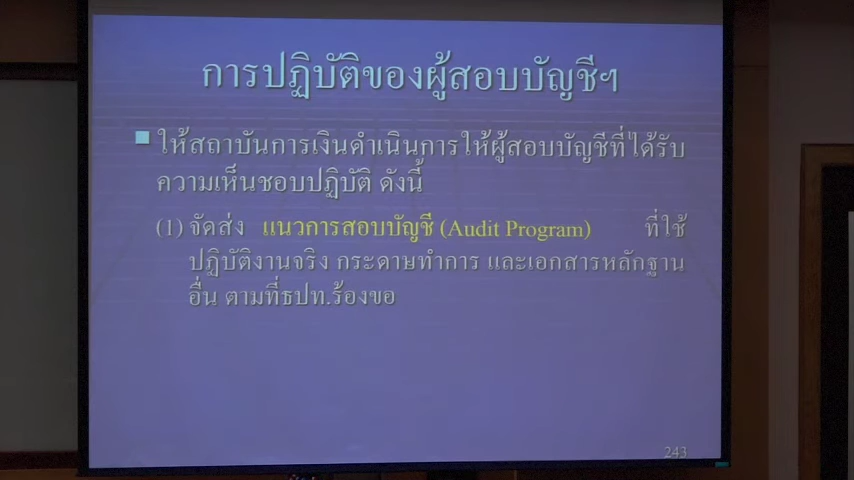 การปฏิบัติของผู้สอบบัญชีฯ
ให้สถาบันการเงินดำเนินการให้ผู้สอบบัญชีที่ได้รับ
ความเห็นชอบปฏิบัติ ดังนี้
(1) จัดส่ง แนวการสอบบัญชี (Audit Program) ที่ใช้
ปฏิบัติงานจริง กระดาษทำการ และเอกสารหลักฐาน
อื่น ตามที่ธปท.ร้องขอ
243